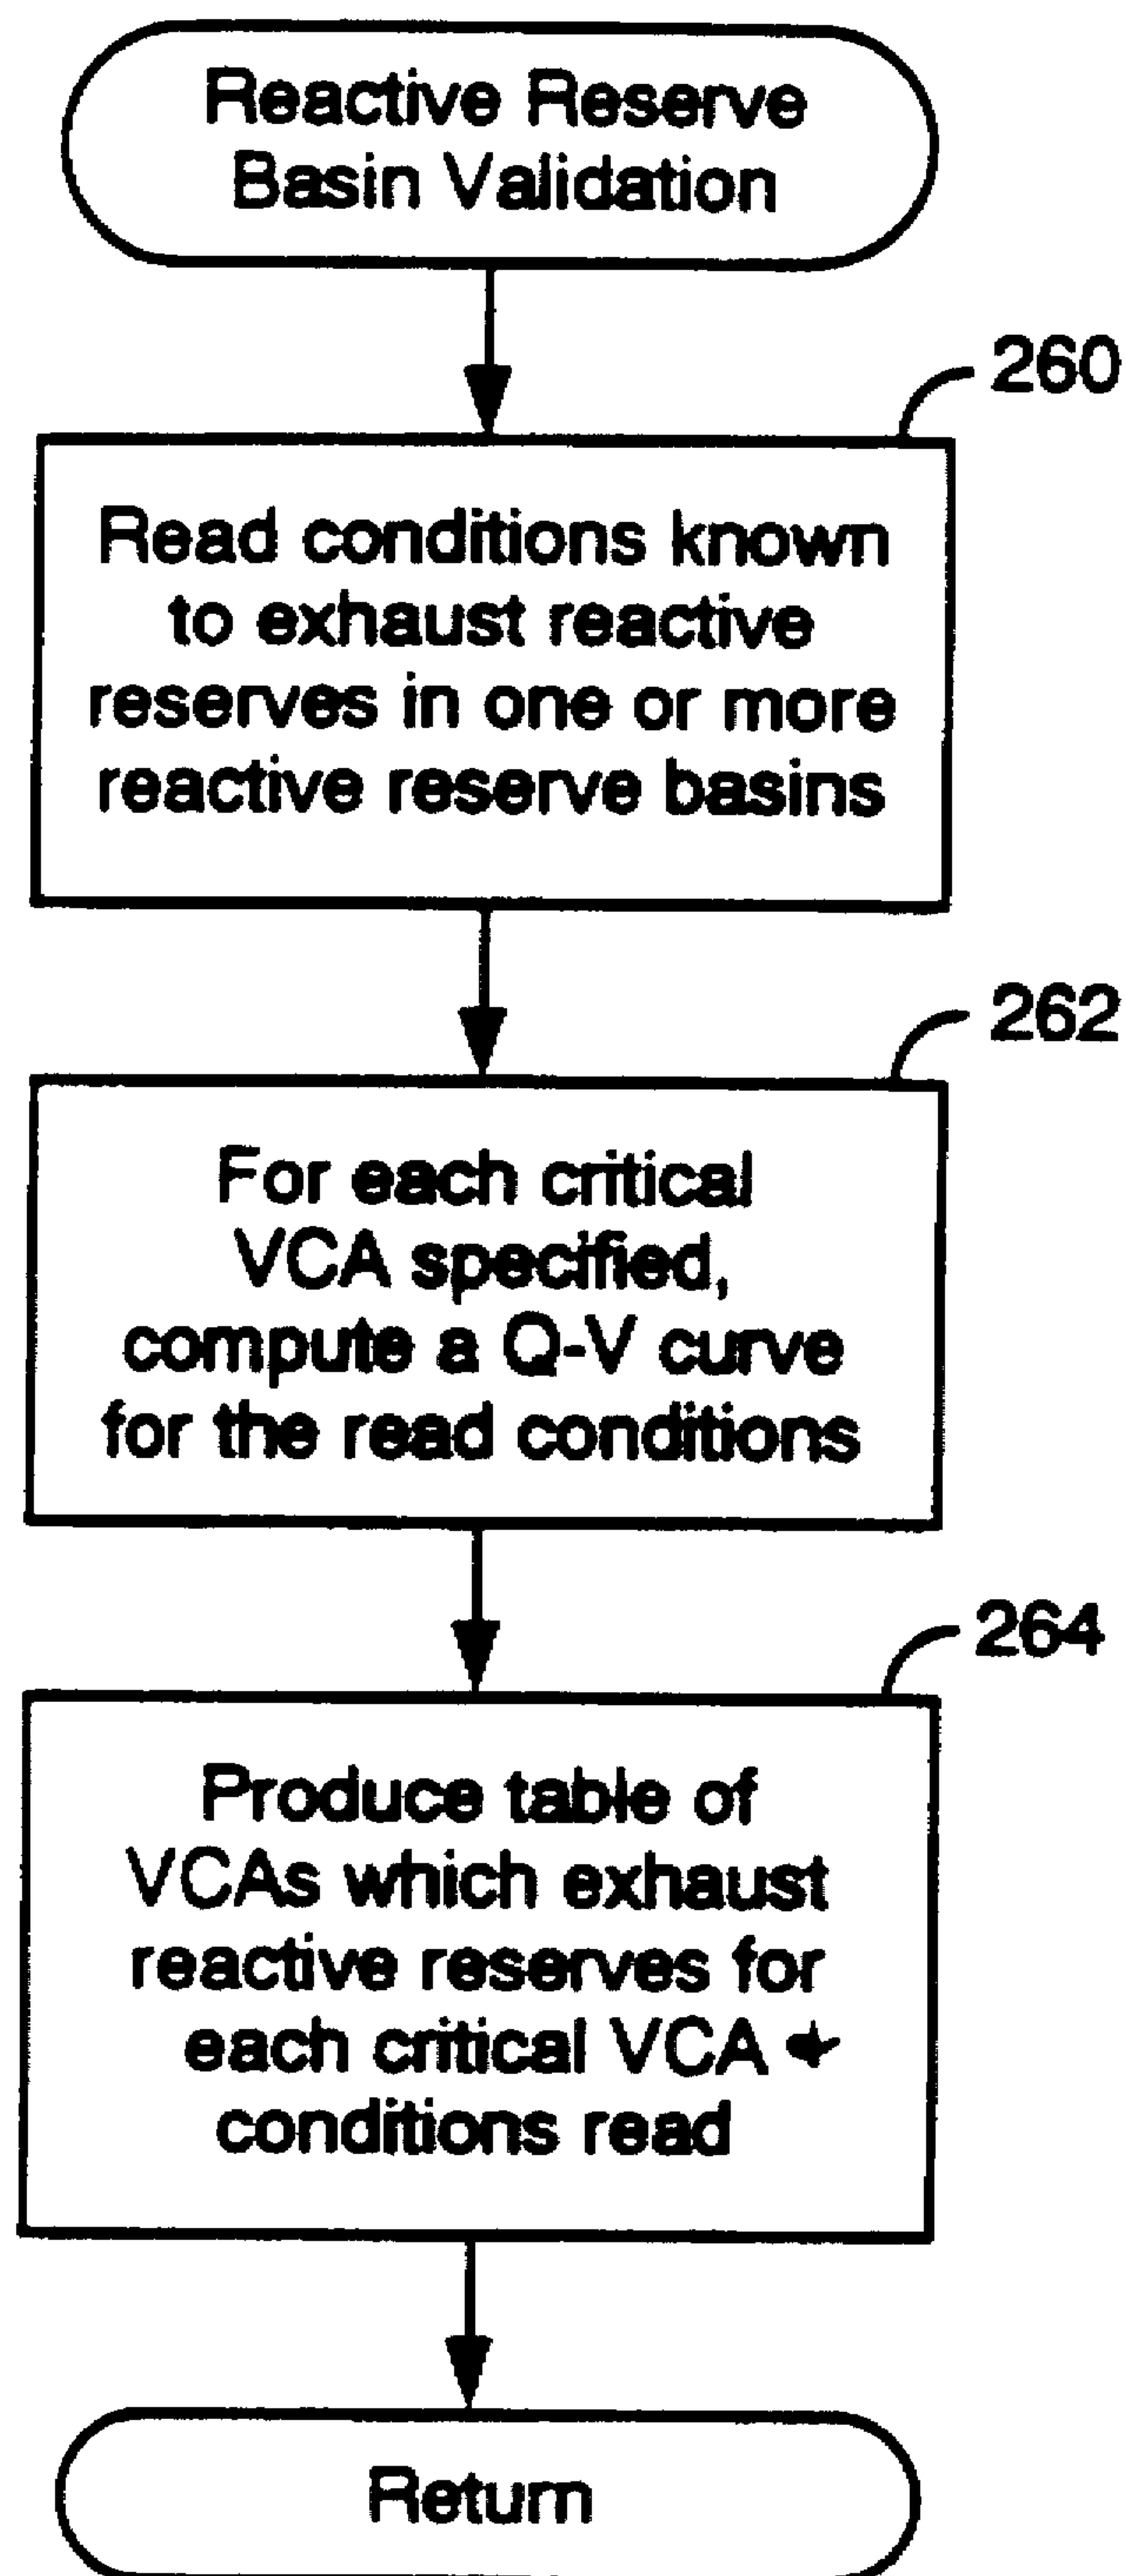 Reactive Reserve
Basin Validation
260
Read conditions known
to exhaust reactive
reserves in one or more
reactive reserve basins
262
For each critical
VCA specified,
compute a Q-V curve
for the read conditions
264
Produce table of
VCAs which exhaust
reactive reserves for
each critical VCA +
conditions read
Return